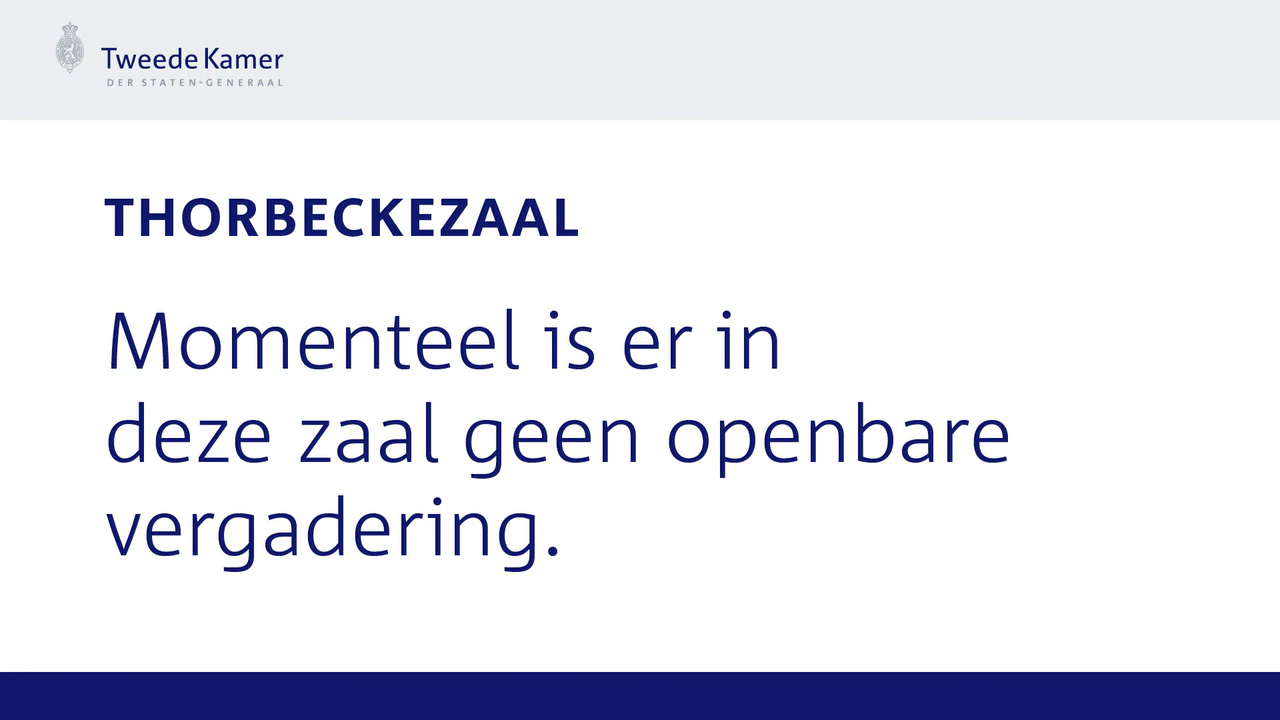 Tweede Kamer
DER STATEN-GENERAAL
THORBECKEZAAL
Momenteel is er in
deze zaal geen openbare
vergadering.